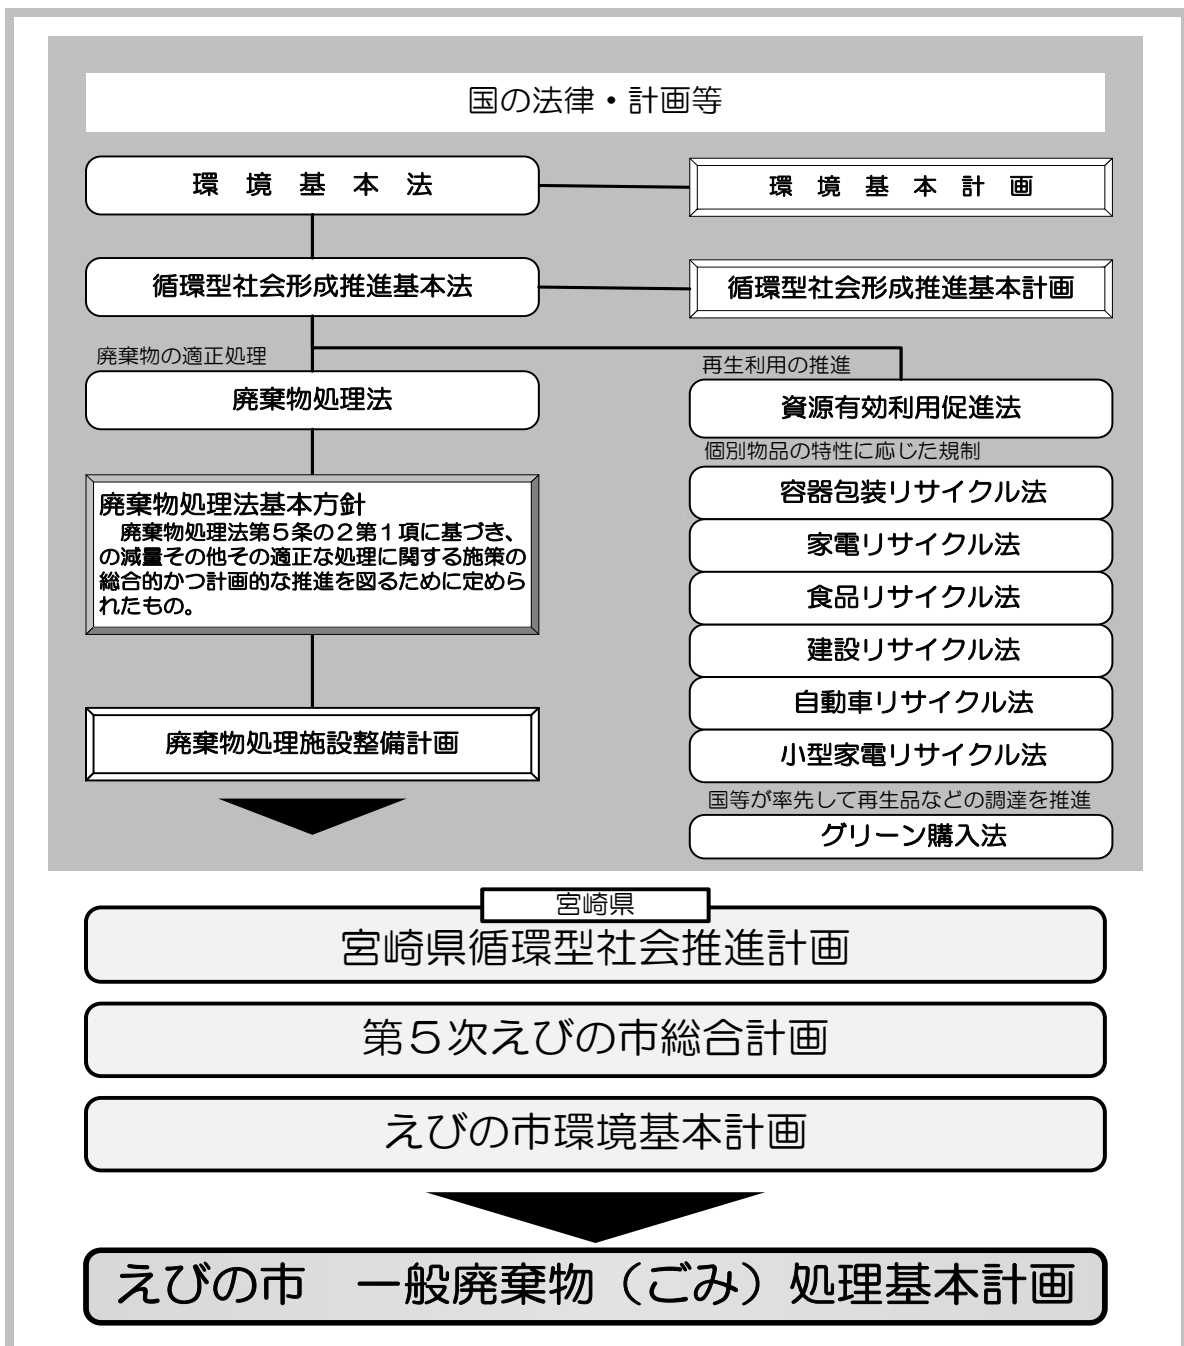 国の法律・計画等
環 境 基 本 法
環 境 基 本 計 画
循環型社会形成推進基本法
循環型社会形成推進基本計画
廃棄物の適正処理
廃棄物処理法
廃棄物処理法基本方針
廃棄物処理法第5条の2第1項に基づき、
の減量その他その適正な処理に関する施策の
総合的かつ計画的な推進を図るために定めら
れたもの。
廃棄物処理施設整備計画
再生利用の推進
資源有効利用促進法
個別物品の特性に応じた規制
容器包装リサイクル法
家電リサイクル法
食品リサイクル法
建設リサイクル法
自動車リサイクル法
小型家電リサイクル法
国等が率先して再生品などの調達を推進
グリーン購入法
宮崎県
宮崎県循環型社会推進計画
第5次えびの市総合計画
えびの市環境基本計画
えびの市　一般廃棄物（ごみ）処理基本計画